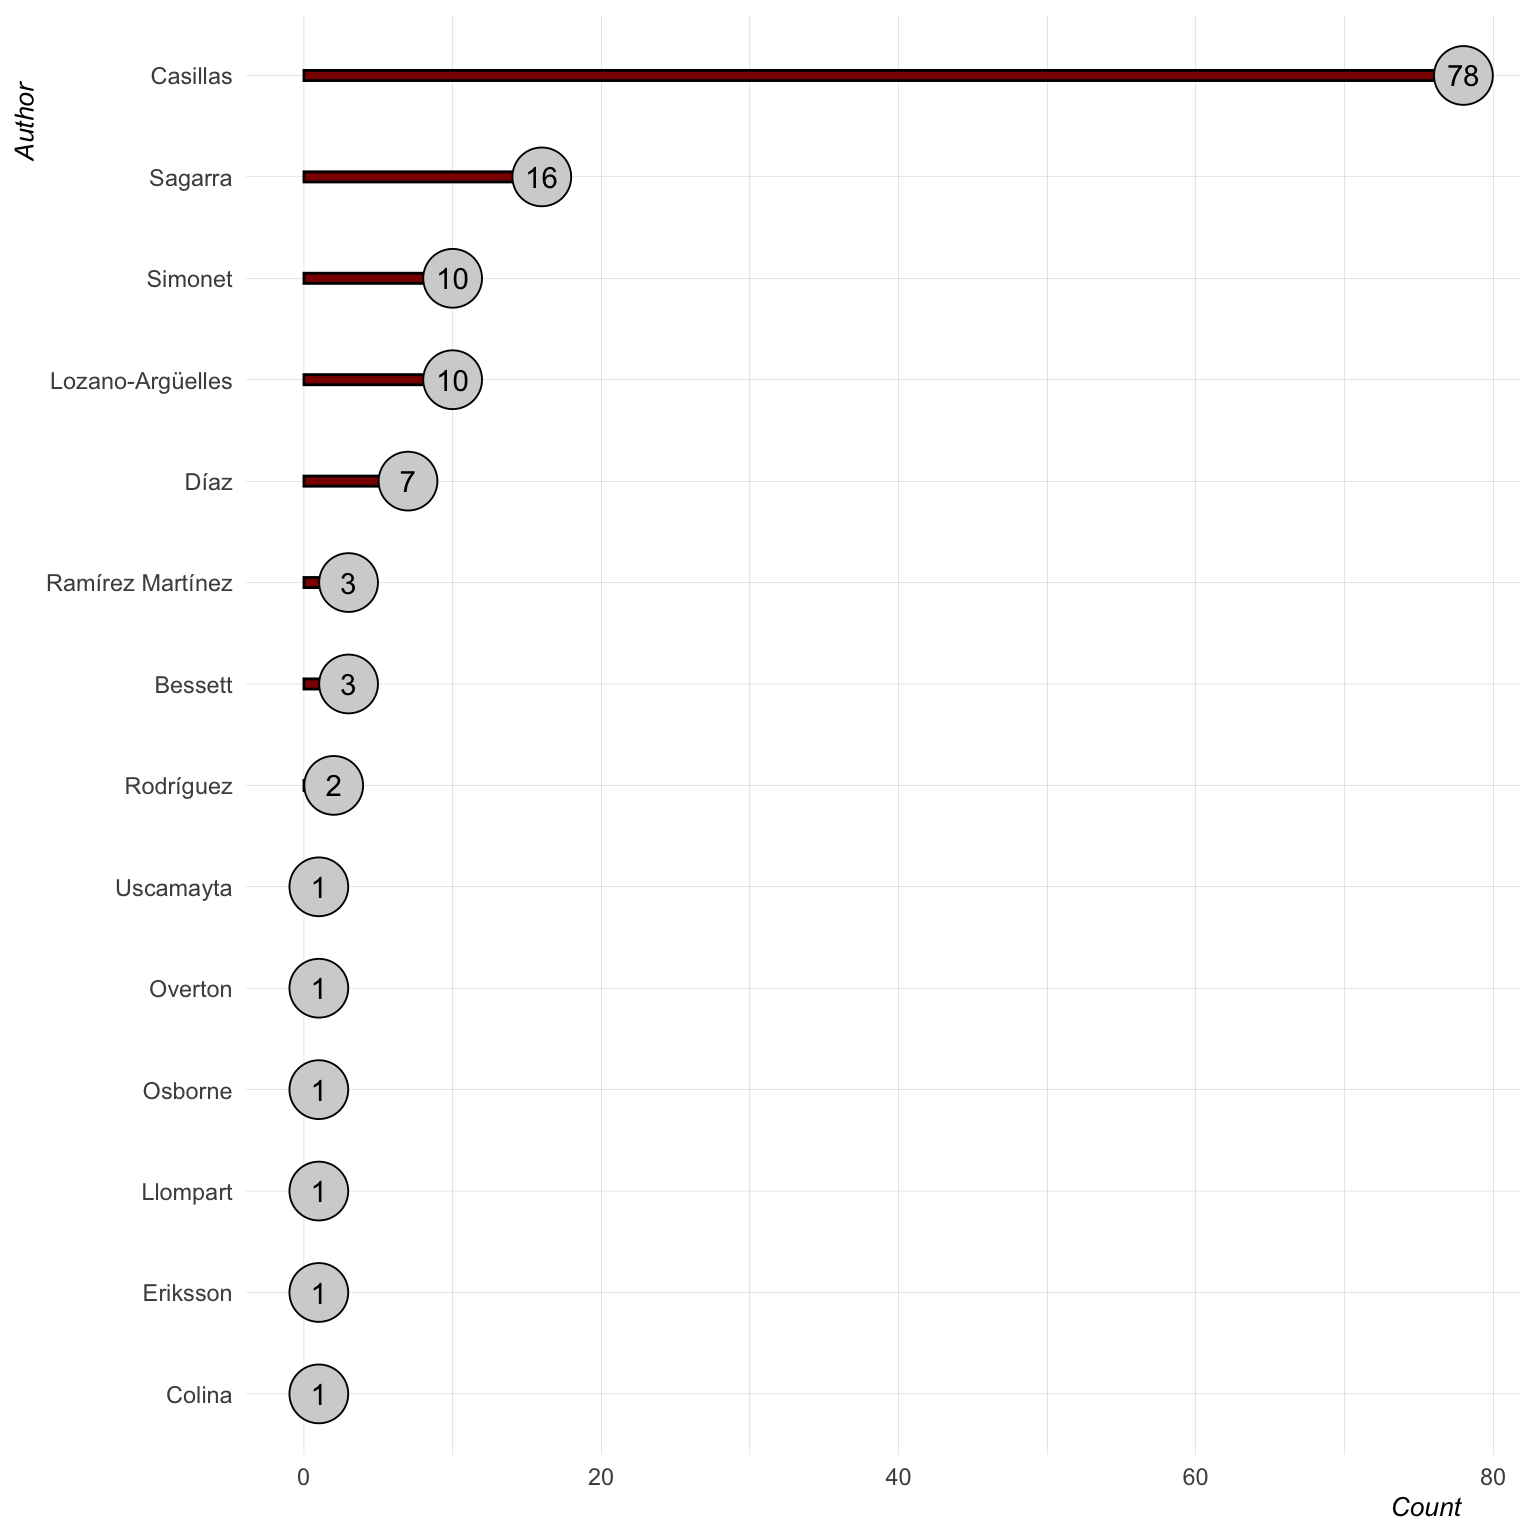 Author
Casillas 78
Sagarra 16
Simonet 10
Lozano-Argüelles 10
Díaz 7
Ramírez Martínez 3
Bessett 3
Rodríguez 2
Uscamayta 1
Overton 1
Osborne 1
Llompart 1
Eriksson 1
Colina 1
0 20 40 60 80
Count